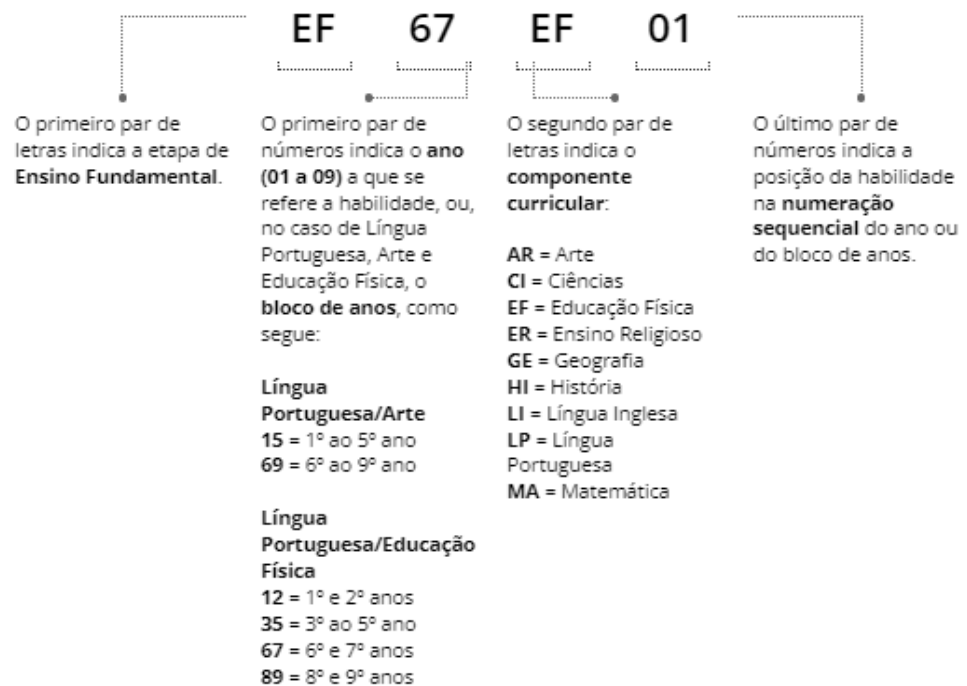 EF 67 EF 01
O primeiro par de
letras indica a etapa de
Ensino Fundamental.
O primeiro par de
números indica o ano
(01 a 09) a que se
refere a habilidade, ou,
no caso de Língua
Portuguesa, Arte e
Educação Física, o
bloco de anos, como
segue:
Língua
Portuguesa/Arte
15 = 1º ao 5º ano
69 = 6º ao 9º ano
Língua
Portuguesa/Educação
Física
12 = 1º e 2º anos
35 = 3º ao 5º ano
67 = 6º e 7º anos
89 = 8º e 9º anos
O segundo par de
letras indica o
componente
curricular:
AR = Arte
CI = Ciências
EF = Educação Física
ER = Ensino Religioso
GE = Geografia
HI = História
LI = Língua Inglesa
LP = Língua
Portuguesa
MA = Matemática
O último par de
números indica a
posição da habilidade
na numeração
sequencial do ano ou
do bloco de anos.